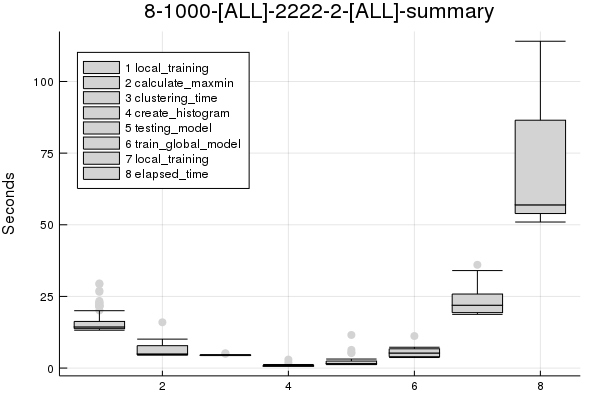 8-1000-[ALL]-2222-2-[ALL]-summary
Seconds
100
75
50
25
0
1 local_training
2 calculate_maxmin
3 clustering_time
4 create_histogram
5 testing_model
6 train_global_model
7 local_training
8 elapsed_time
2 4 6 8